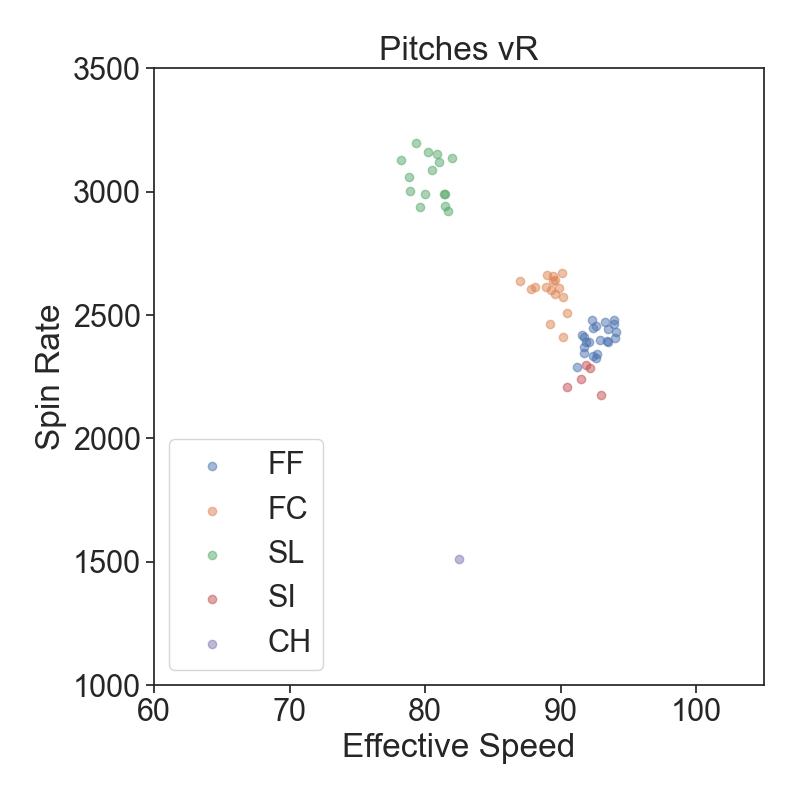 Pitches vR
3500
3000
2500
2000
1500
1000
Spin Rate
FF
FC
SL
SI
CH
60 70 80 90 100
Effective Speed